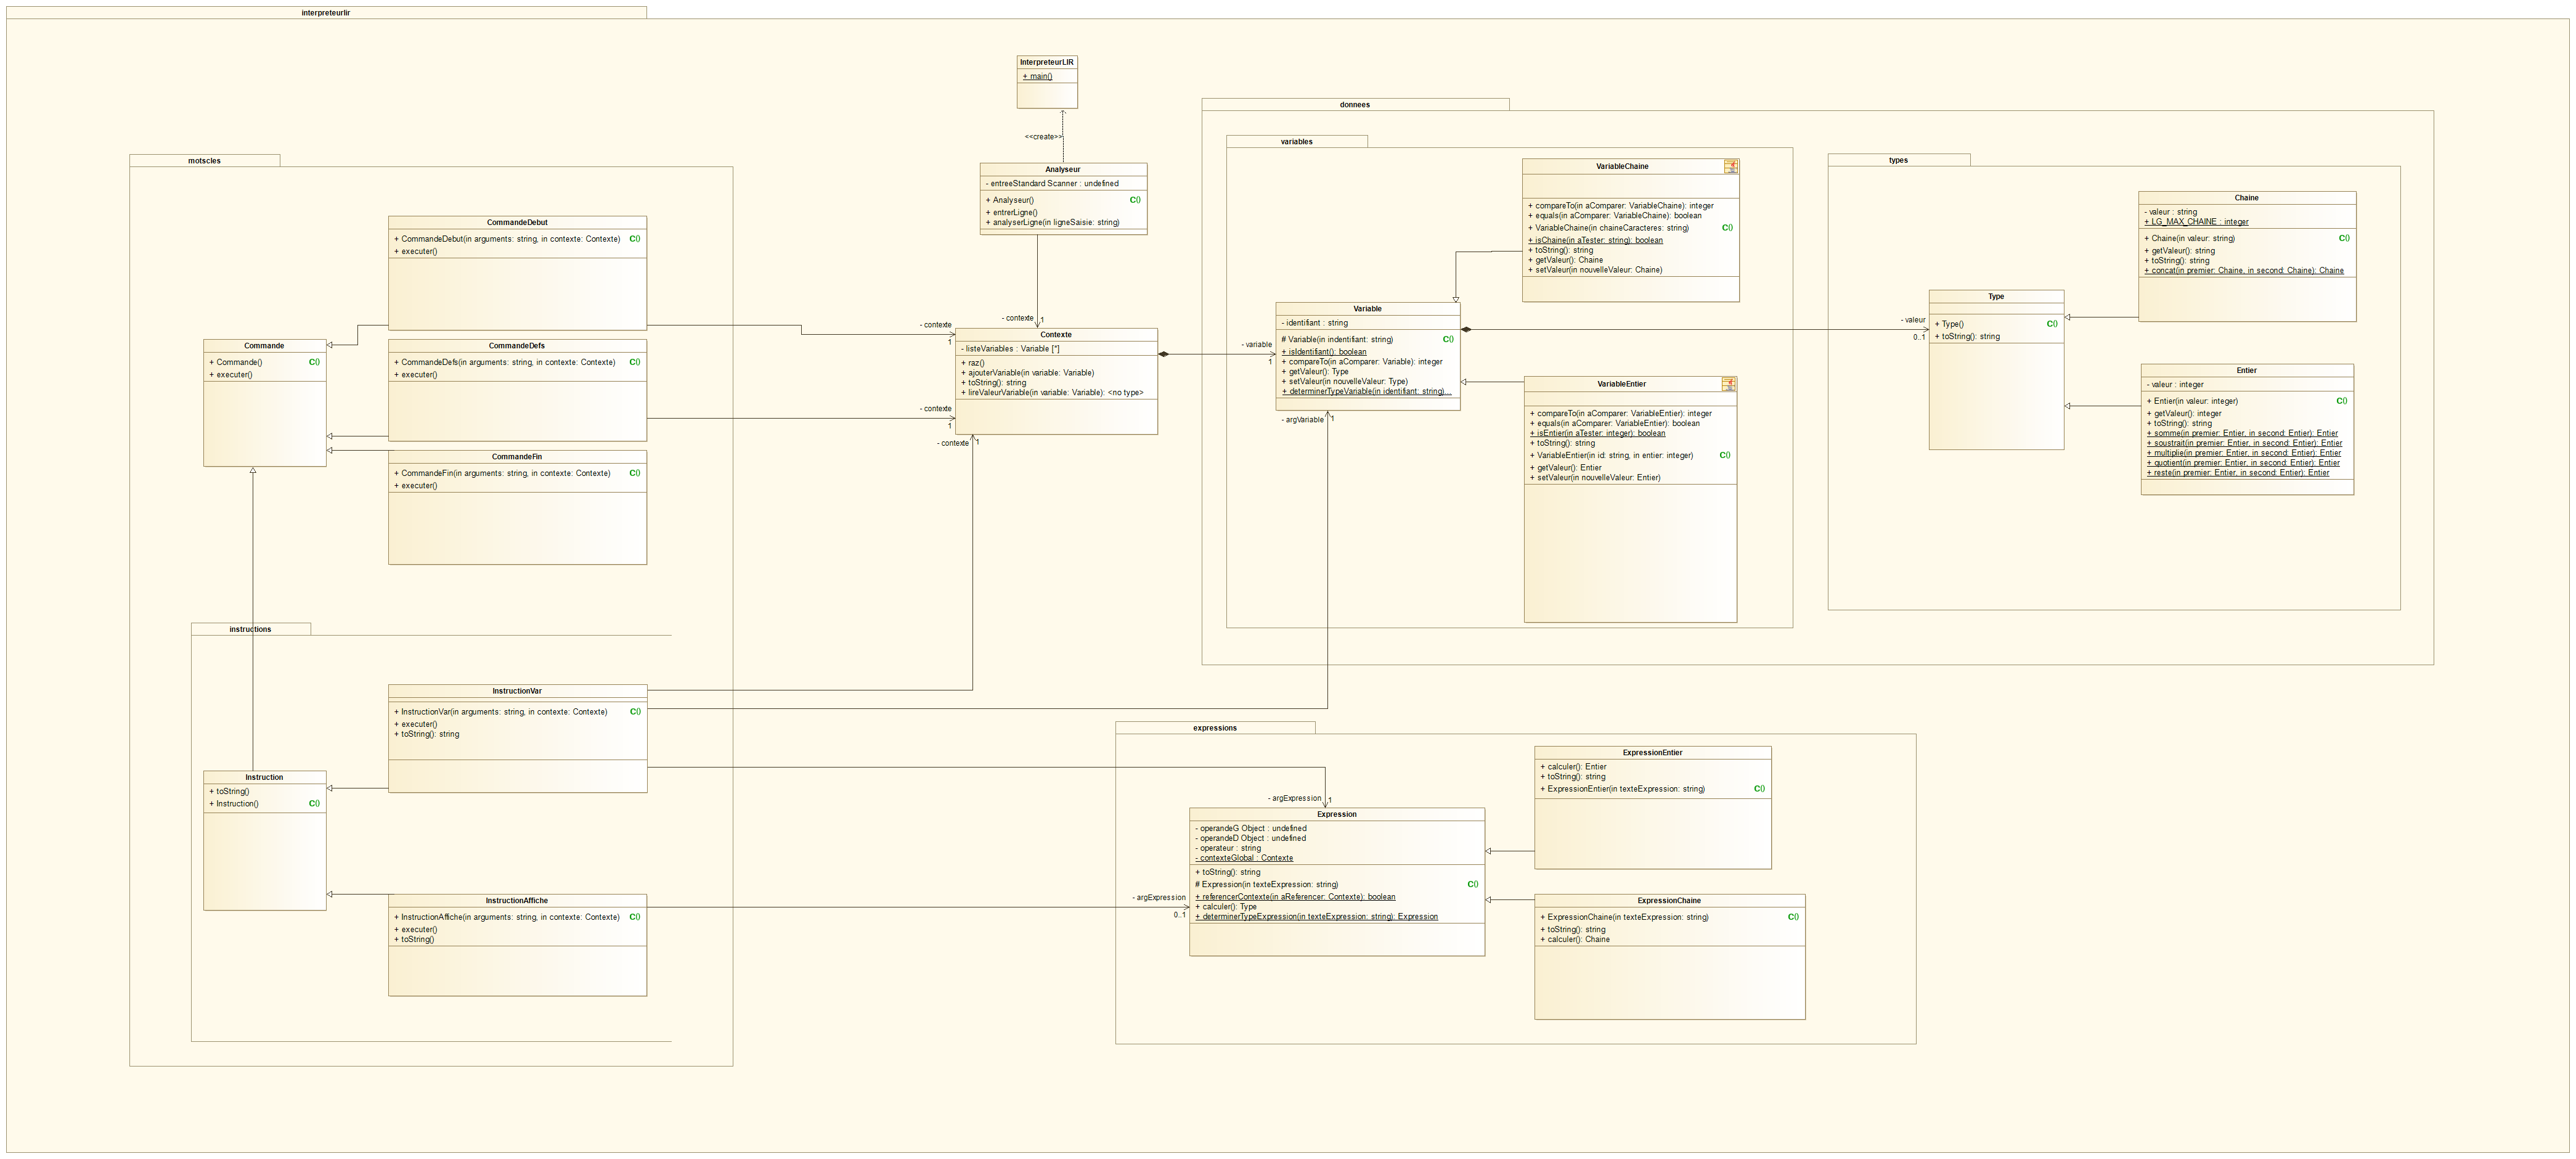 interpreteurlir
InterpreteurLIR
+ main()
<<create>>
Analyseur
- entreeStandard Scanner : undefined
+ Analyseur() C()
+ entrerLigne()
+ analyserLigne(in ligneSaisie: string)
motscles
CommandeDebut
+ CommandeDebut(in arguments: string, in contexte: Contexte) C()
+ executer()
Commande
+ Commande() C()
+ executer()
CommandeDefs
+ CommandeDefs(in arguments: string, in contexte: Contexte) C()
+ executer()
CommandeFin
+ CommandeFin(in arguments: string, in contexte: Contexte) C()
+ executer()
- contexte
1
- contexte
1
- contexte
1
- contexte
1
Contexte
- listeVariables : Variable [*]
+ raz()
+ ajouterVariable(in variable: Variable)
+ toString(): string
+ lireValeurVariable(in variable: Variable): <no type>
instructions
InstructionVar
+ InstructionVar(in arguments: string, in contexte: Contexte) C()
+ executer()
+ toString(): string
Instruction
+ toString()
+ Instruction() C()
InstructionAffiche
+ InstructionAffiche(in arguments: string, in contexte: Contexte) C()
+ executer()
+ toString()
donnees
variables
VariableChaine
+ compareTo(in aComparer: VariableChaine): integer
+ equals(in aComparer: VariableChaine): boolean
+ VariableChaine(in chaineCaracteres: string) C()
+ isChaine(in aTester: string): boolean
+ toString(): string
+ getValeur(): Chaine
+ setValeur(in nouvelleValeur: Chaine)
- variable
1
Variable
- identifiant : string
# Variable(in indentifiant: string) C()
+ isIdentifiant(): boolean
+ compareTo(in aComparer: Variable): integer
+ getValeur(): Type
+ setValeur(in nouvelleValeur: Type)
+ determinerTypeVariable(in identifiant: string)...
- argVariable
1
VariableEntier
+ compareTo(in aComparer: VariableEntier): integer
+ equals(in aComparer: VariableEntier): boolean
+ isEntier(in aTester: integer): boolean
+ toString(): string
+ VariableEntier(in id: string, in entier: integer) C()
+ getValeur(): Entier
+ setValeur(in nouvelleValeur: Entier)
types
- valeur
0..1
Type
+ Type() C()
+ toString(): string
Chaine
- valeur : string
+ LG_MAX_CHAINE : integer
+ Chaine(in valeur: string) C()
+ getValeur(): string
+ toString(): string
+ concat(in premier: Chaine, in second: Chaine): Chaine
Entier
- valeur : integer
+ Entier(in valeur: integer) C()
+ getValeur(): integer
+ toString(): string
+ somme(in premier: Entier, in second: Entier): Entier
+ soustrait(in premier: Entier, in second: Entier): Entier
+ multiplie(in premier: Entier, in second: Entier): Entier
+ quotient(in premier: Entier, in second: Entier): Entier
+ reste(in premier: Entier, in second: Entier): Entier
expressions
- argExpression
1
- argExpression
0..1
Expression
- operandeG Object : undefined
- operandeD Object : undefined
- operateur : string
- contexteGlobal : Contexte
+ toString(): string
# Expression(in texteExpression: string) C()
+ referencerContexte(in aReferencer: Contexte): boolean
+ calculer(): Type
+ determinerTypeExpression(in texteExpression: string): Expression
ExpressionEntier
+ calculer(): Entier
+ toString(): string
+ ExpressionEntier(in texteExpression: string) C()
ExpressionChaine
+ ExpressionChaine(in texteExpression: string) C()
+ toString(): string
+ calculer(): Chaine